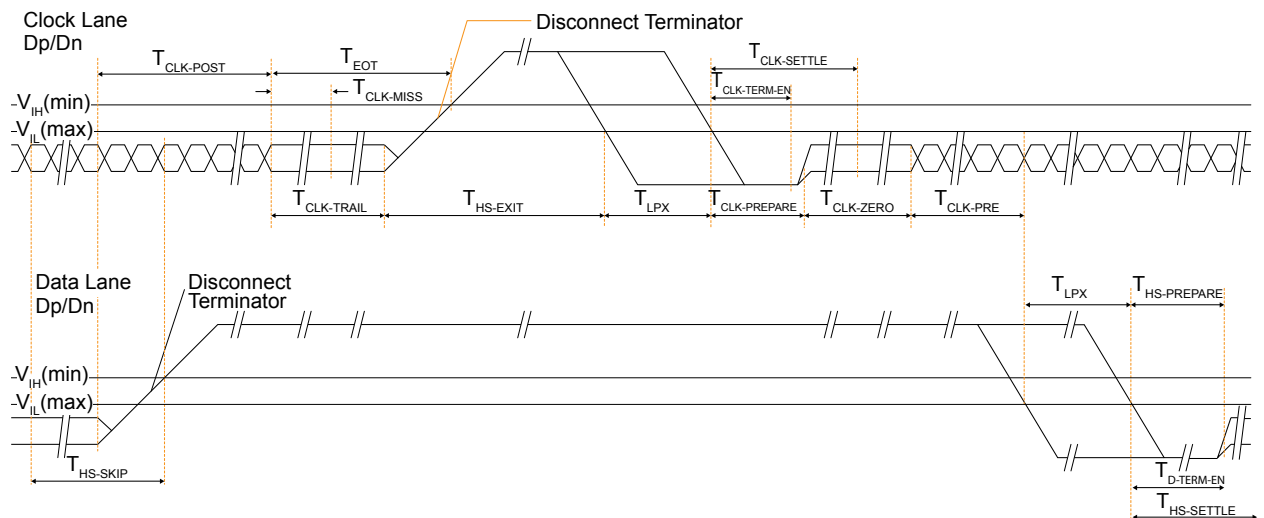 Clock Lane
Dp/Dn
Disconnect Terminator
TCLK-POST
TEOT
TCLK-SETTLE
TCLK-MISS
TCLK-TERM-EN
VIH(min)
VIL(max)
TCLK-TRAIL
THS-EXIT
TLPX
TCLK-PREPARE
TCLK-ZERO
TCLK-PRE
Data Lane
Dp/Dn
Disconnect
Terminator
TLPX
THS-PREPARE
VIH(min)
VIL(max)
THS-SKIP
TD-TERM-EN
THS-SETTLE